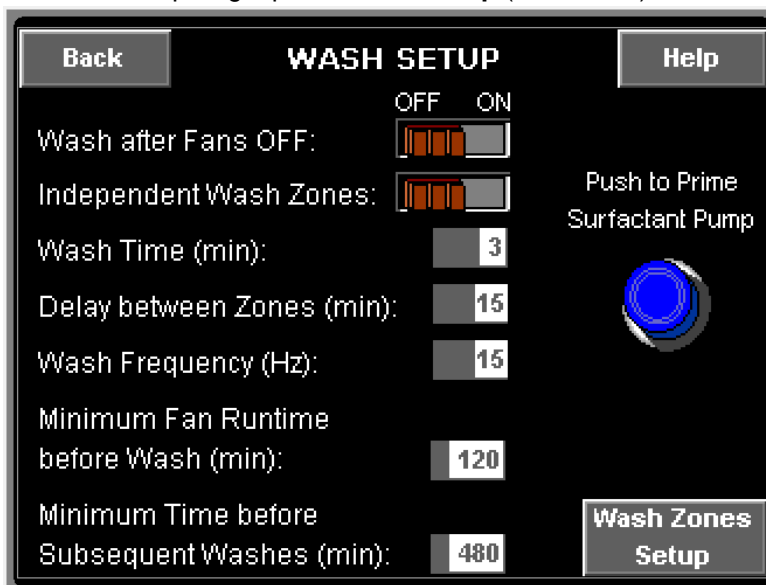 Back
WASH SETUP
Help
OFF ON
Wash after Fans OFF:
Independent Wash Zones:
Push to Prime
Surfactant Pump
Wash Time (min): 3
Delay between Zones (min): 15
Wash Frequency (Hz): 15
Minimum Fan Runtime
before Wash (min): 120
Minimum Time before
Subsequent Washes (min): 480
Wash Zones
Setup